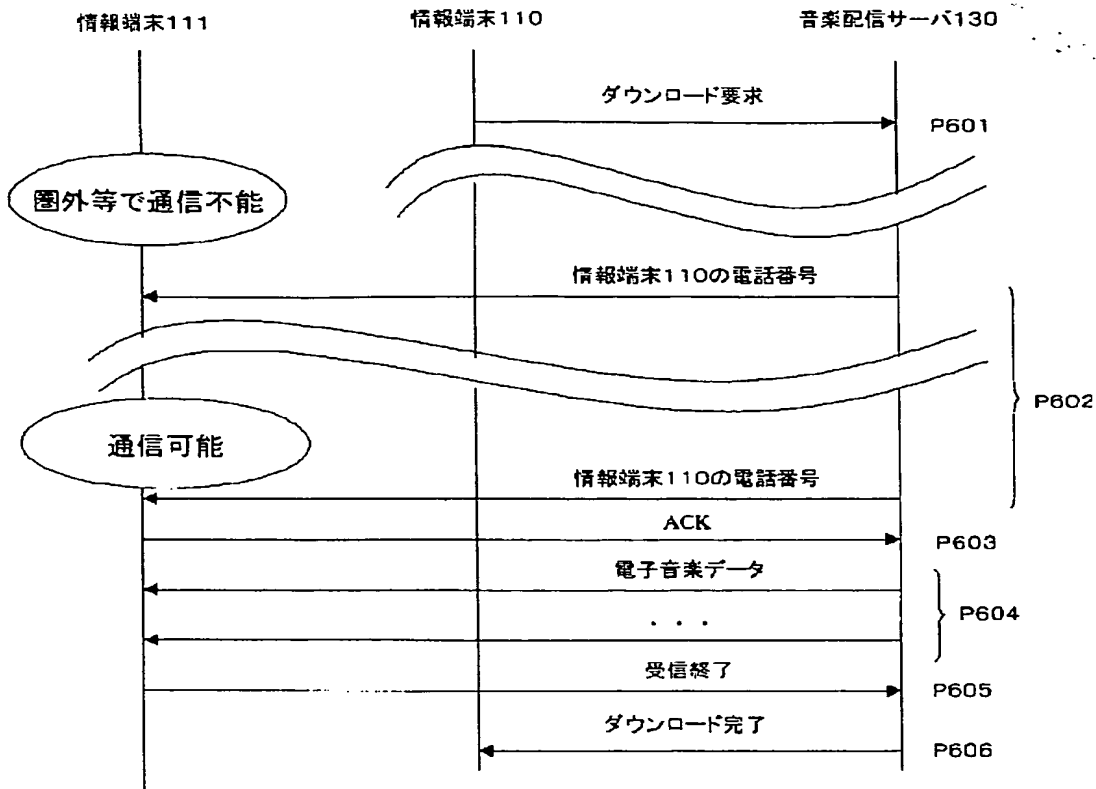 情報端末111
情報端末110
音楽配信サーバ130
ダウンロード要求
P601
圏外等で通信不能
情報端末110の電話番号
P602
通信可能
情報端末110の電話番号
ACK
P603
電子音楽データ
P604
・・・
受信終了
P605
ダウンロード完了
P606